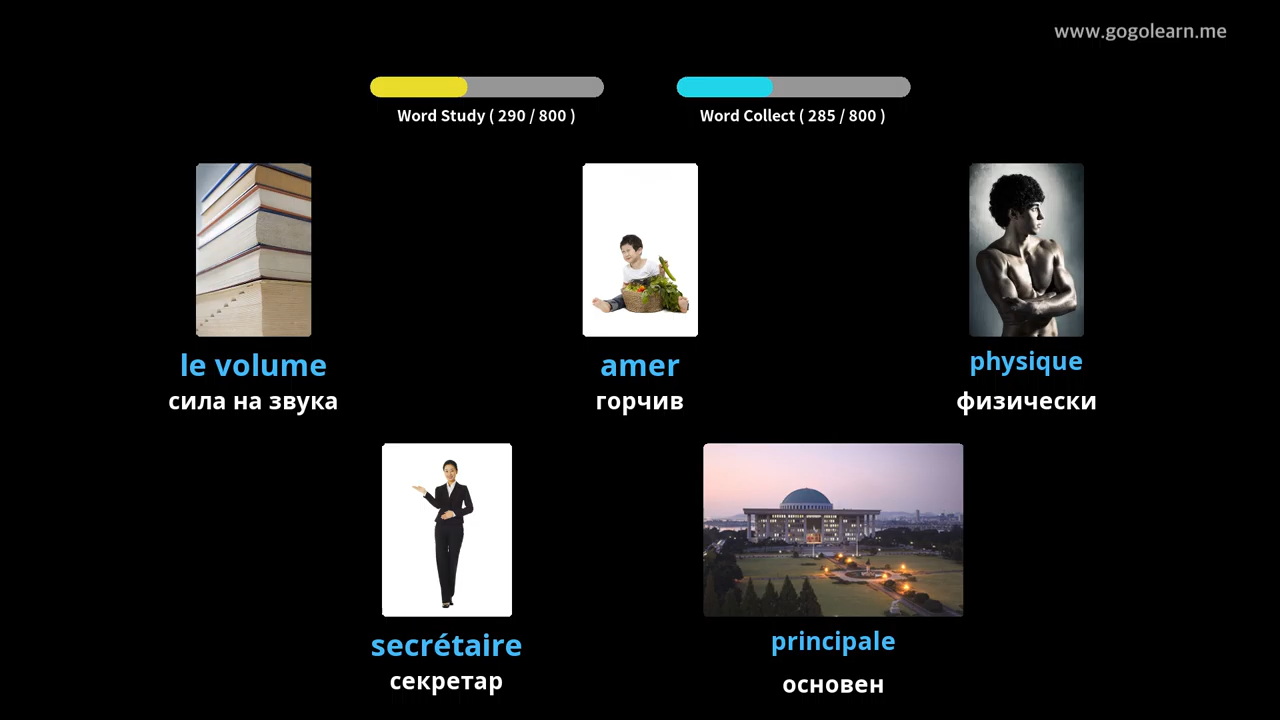 www.gogolearn.me
Word Study ( 290 / 800 )
Word Collect ( 285 / 800 )
le volume
сила на звука
amer
горчив
physique
физически
secrétaire
секретар
principale
основен